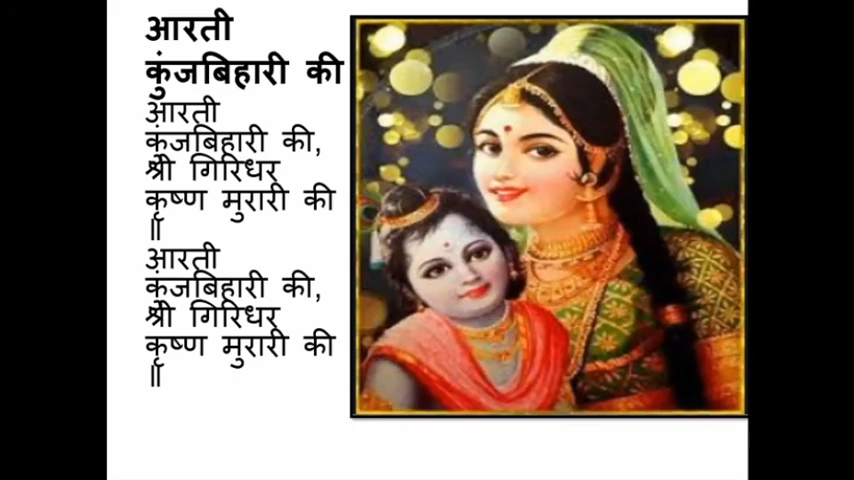 आरती
कुंजबिहारी की
आरती
कुंजबिहारी की,
श्री गिरिधर
कृष्ण मुरारी की
॥
आरती
कुंजबिहारी की,
श्री गिरिधर
कृष्ण मुरारी की
॥